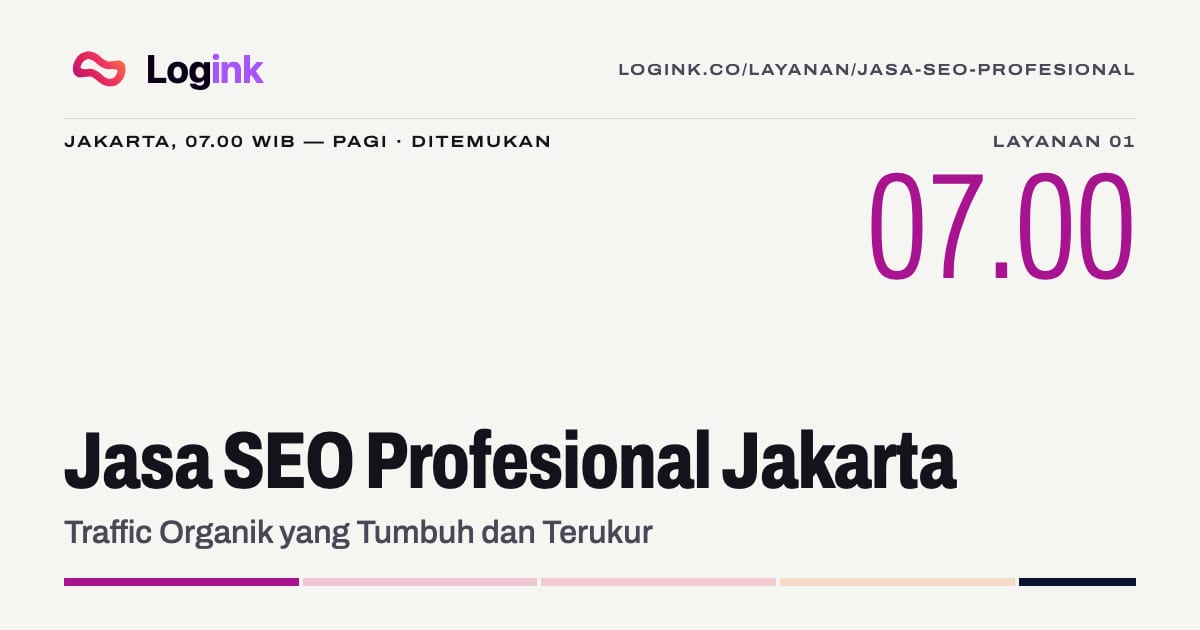 Logink
LOGINK.CO/LAYANAN/JASA-SEO-PROFESIONAL
JAKARTA, 07.00 WIB — PAGI · DITEMUKAN
LAYANAN 01
07.00
Jasa SEO Profesional Jakarta
Traffic Organik yang Tumbuh dan Terukur